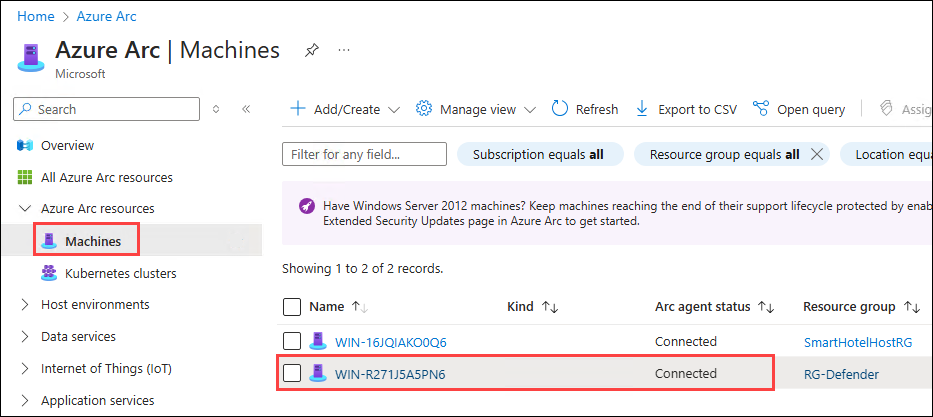 Home > Azure Arc
Azure Arc | Machines
Microsoft
Search
Add/Create
Manage view
Refresh
Export to CSV
Open query
Assig
Overview
All Azure Arc resources
Azure Arc resources
Machines
Kubernetes clusters
Host environments
Data services
Internet of Things (IoT)
Azure marketplace
Filter for any field...
Subscription equals all
Resource group equals all
Location equa
Have Windows Server 2012 machines? Keep machines reaching the end of their support lifecycle protected by enab
Extended Security Updates page in Azure Arc to get started.
Showing 1 to 2 of 2 records.
Name
Kind
Arc agent status
Resource group
WIN-16JQIAKO0Q6
Connected
SmartHotelHostRG
WIN-R271J5A5PN6
Connected
RG-Defender